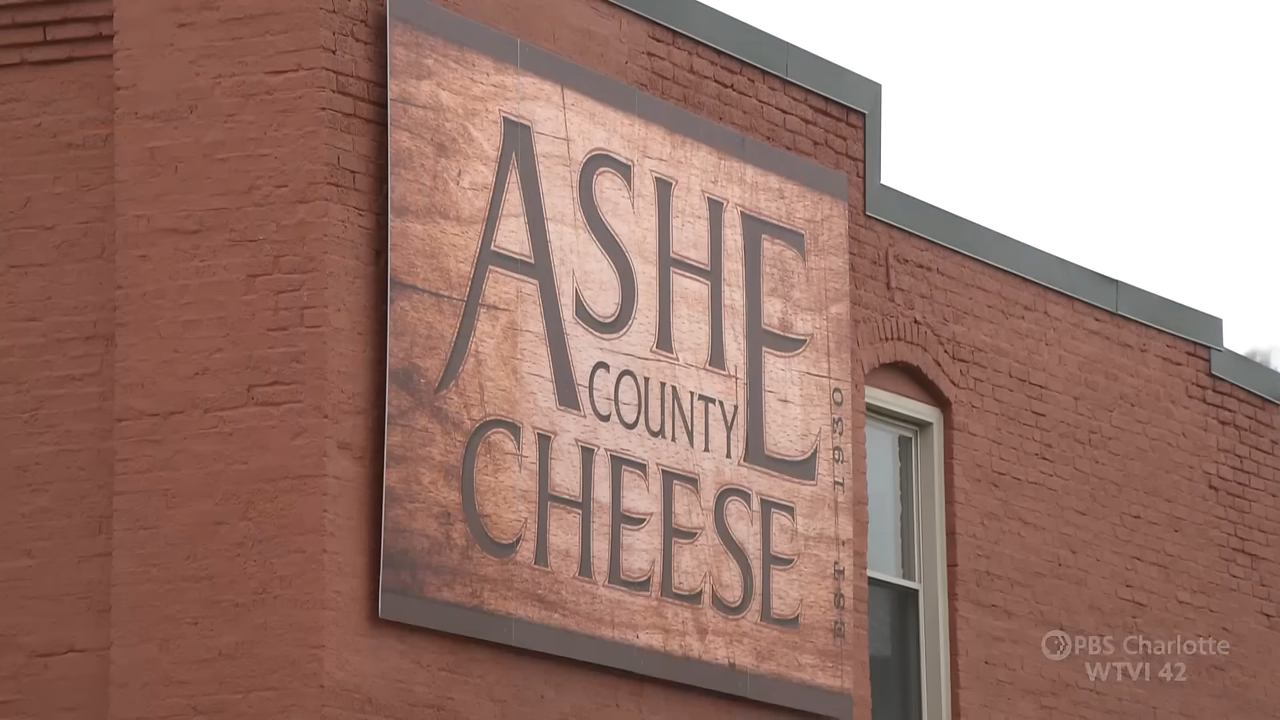 ASHE
COUNTY
CHEESE
EST - 1930
PBS Charlotte
WTVI 42